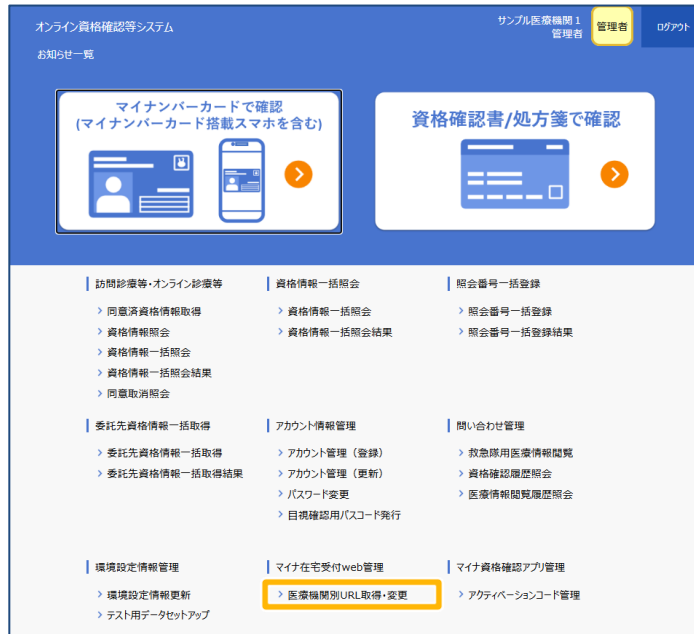 オンライン資格確認等システム
サンプル医療機関１
管理者
管理者
ログアウト
お知らせ一覧
マイナンバーカードで確認
(マイナンバーカード搭載スマホを含む)
資格確認書/処方箋で確認
訪問診療等・オンライン診療等
同意済資格情報取得
資格情報照会
資格情報一括照会
資格情報一括照会結果
同意取消照会
資格情報一括照会
資格情報一括照会
資格情報一括照会結果
照会番号一括登録
照会番号一括登録
照会番号一括登録結果
委託先資格情報一括取得
委託先資格情報一括取得
委託先資格情報一括取得結果
アカウント情報管理
アカウント管理（登録）
アカウント管理（更新）
パスワード変更
目視確認用パスコード発行
問い合わせ管理
救急隊用医療情報閲覧
資格確認履歴照会
医療情報閲覧履歴照会
環境設定情報管理
環境設定情報更新
テスト用データセットアップ
マイナ在宅受付web管理
医療機関別URL取得・変更
マイナ資格確認アプリ管理
アクティベーションコード管理